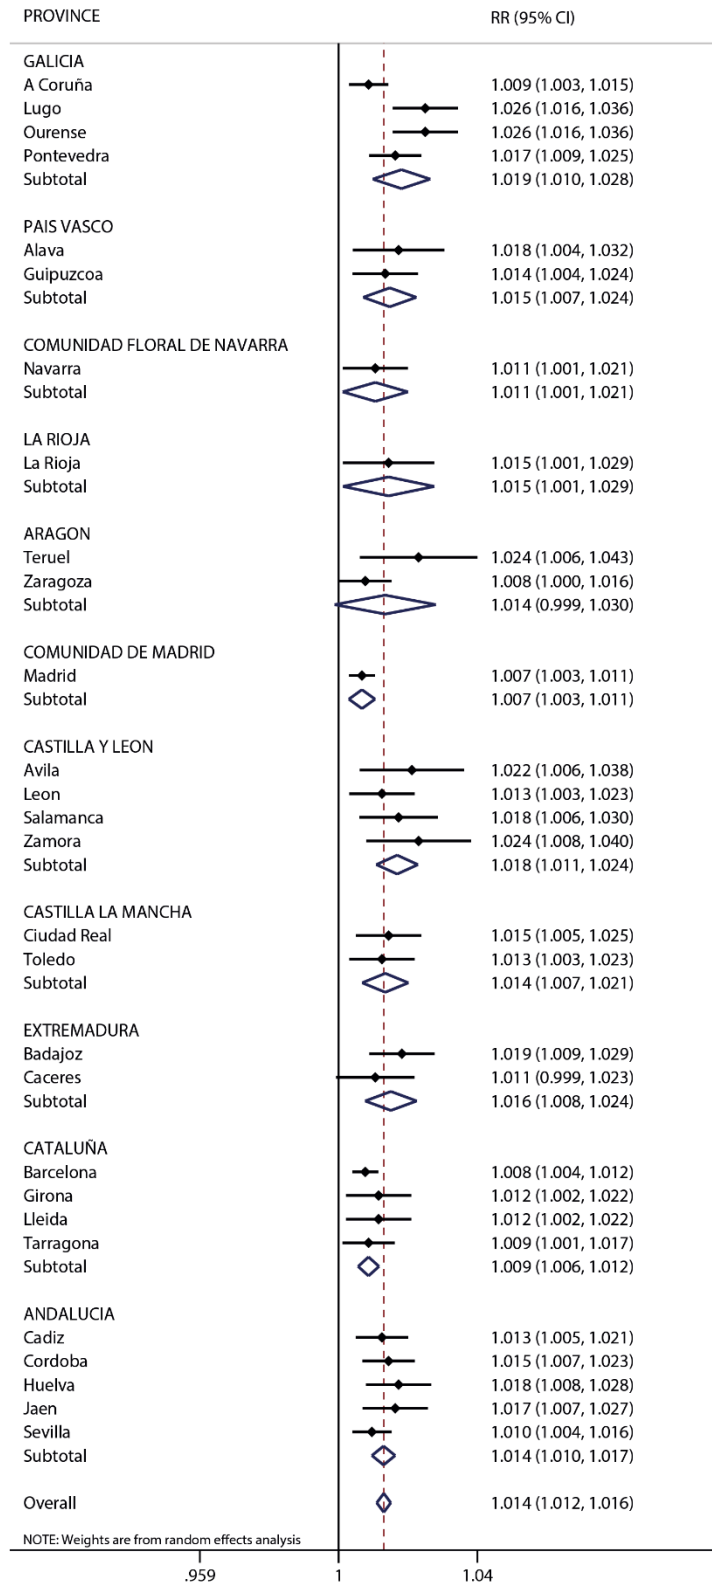 PROVINCE RR (95% CI)
GALICIA
A Coruña 1.009 (1.003, 1.015)
Lugo 1.026 (1.016, 1.036)
Ourense 1.026 (1.016, 1.036)
Pontevedra 1.017 (1.009, 1.025)
Subtotal 1.019 (1.010, 1.028)
PAIS VASCO
Alava 1.018 (1.004, 1.032)
Guipuzcoa 1.014 (1.004, 1.024)
Subtotal 1.015 (1.007, 1.024)
COMUNIDAD FLORAL DE NAVARRA
Navarra 1.011 (1.001, 1.021)
Subtotal 1.011 (1.001, 1.021)
LA RIOJA
La Rioja 1.015 (1.001, 1.029)
Subtotal 1.015 (1.001, 1.029)
ARAGON
Teruel 1.024 (1.006, 1.043)
Zaragoza 1.008 (1.000, 1.016)
Subtotal 1.014 (0.999, 1.030)
COMUNIDAD DE MADRID
Madrid 1.007 (1.003, 1.011)
Subtotal 1.007 (1.003, 1.011)
CASTILLA Y LEON
Avila 1.022 (1.006, 1.038)
Leon 1.013 (1.003, 1.023)
Salamanca 1.018 (1.006, 1.030)
Zamora 1.024 (1.008, 1.040)
Subtotal 1.018 (1.011, 1.024)
CASTILLA LA MANCHA
Ciudad Real 1.015 (1.005, 1.025)
Toledo 1.013 (1.003, 1.023)
Subtotal 1.014 (1.007, 1.021)
EXTREMADURA
Badajoz 1.019 (1.009, 1.029)
Caceres 1.011 (0.999, 1.023)
Subtotal 1.016 (1.008, 1.024)
CATALUÑA
Barcelona 1.008 (1.004, 1.012)
Girona 1.012 (1.002, 1.022)
Lleida 1.012 (1.002, 1.022)
Tarragona 1.009 (1.001, 1.017)
Subtotal 1.009 (1.006, 1.012)
ANDALUCIA
Cadiz 1.013 (1.005, 1.021)
Cordoba 1.015 (1.007, 1.023)
Huelva 1.018 (1.008, 1.028)
Jaen 1.017 (1.007, 1.027)
Sevilla 1.010 (1.004, 1.016)
Subtotal 1.014 (1.010, 1.017)
Overall 1.014 (1.012, 1.016)
NOTE: Weights are from random effects analysis
.959 1 1.04